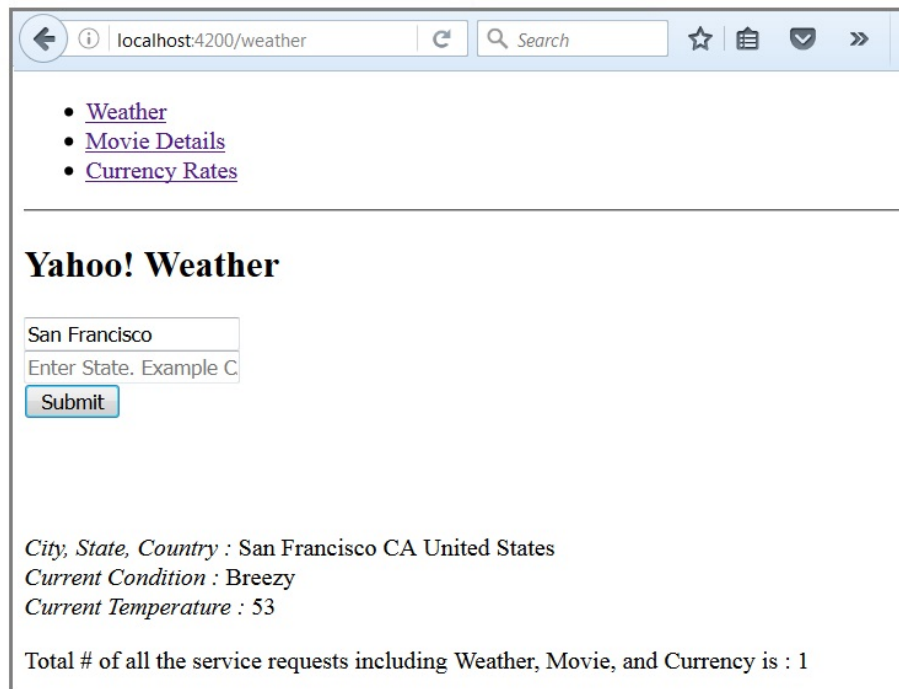 localhost:4200/weather
Search
Weather
Movie Details
Currency Rates
Yahoo! Weather
San Francisco
Enter State. Example C
Submit
City, State, Country : San Francisco CA United States
Current Condition : Breezy
Current Temperature : 53
Total # of all the service requests including Weather, Movie, and Currency is : 1